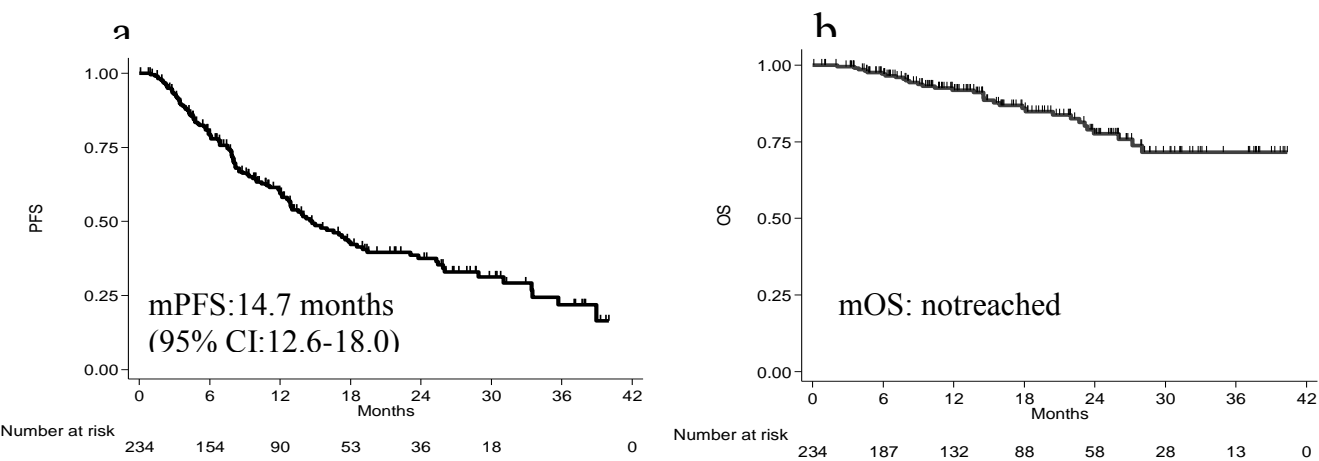 a
1.00
0.75
0.50
0.25
0.00
PFS
mPFS:14.7 months
(95% CI:12.6-18.0)
0 6 12 18 24 30 36 42
Months
Number at risk
234 154 90 53 36 18 0
b
1.00
0.75
0.50
0.25
0.00
OS
mOS: notreached
0 6 12 18 24 30 36 42
Months
Number at risk
234 187 132 88 58 28 13 0